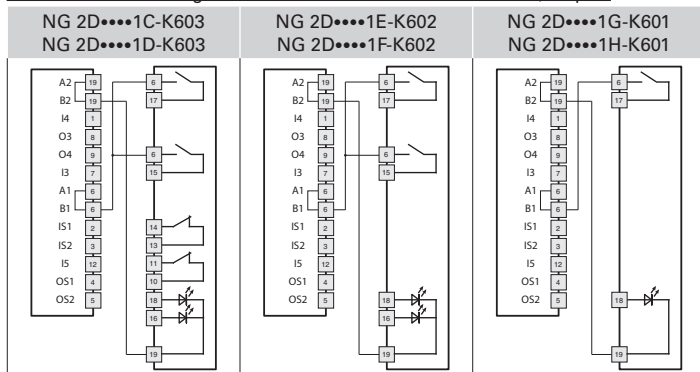 NG 2D••••1C-K603
NG 2D••••1D-K603
NG 2D••••1E-K602
NG 2D••••1F-K602
NG 2D••••1G-K601
NG 2D••••1H-K601
A2 19
B2 19
I4 1
O3 8
O4 9
I3 7
A1 6
B1 6
IS1 2
IS2 3
I5 12
OS1 4
OS2 5
6
17
6
15
14
13
11
10
18
16
19
A2 19
B2 19
I4 1
O3 8
O4 9
I3 7
A1 6
B1 6
IS1 2
IS2 3
I5 12
OS1 4
OS2 5
6
17
6
15
18
16
19
A2 19
B2 19
I4 1
O3 8
O4 9
I3 7
A1 6
B1 6
IS1 2
IS2 3
I5 12
OS1 4
OS2 5
6
17
18
19